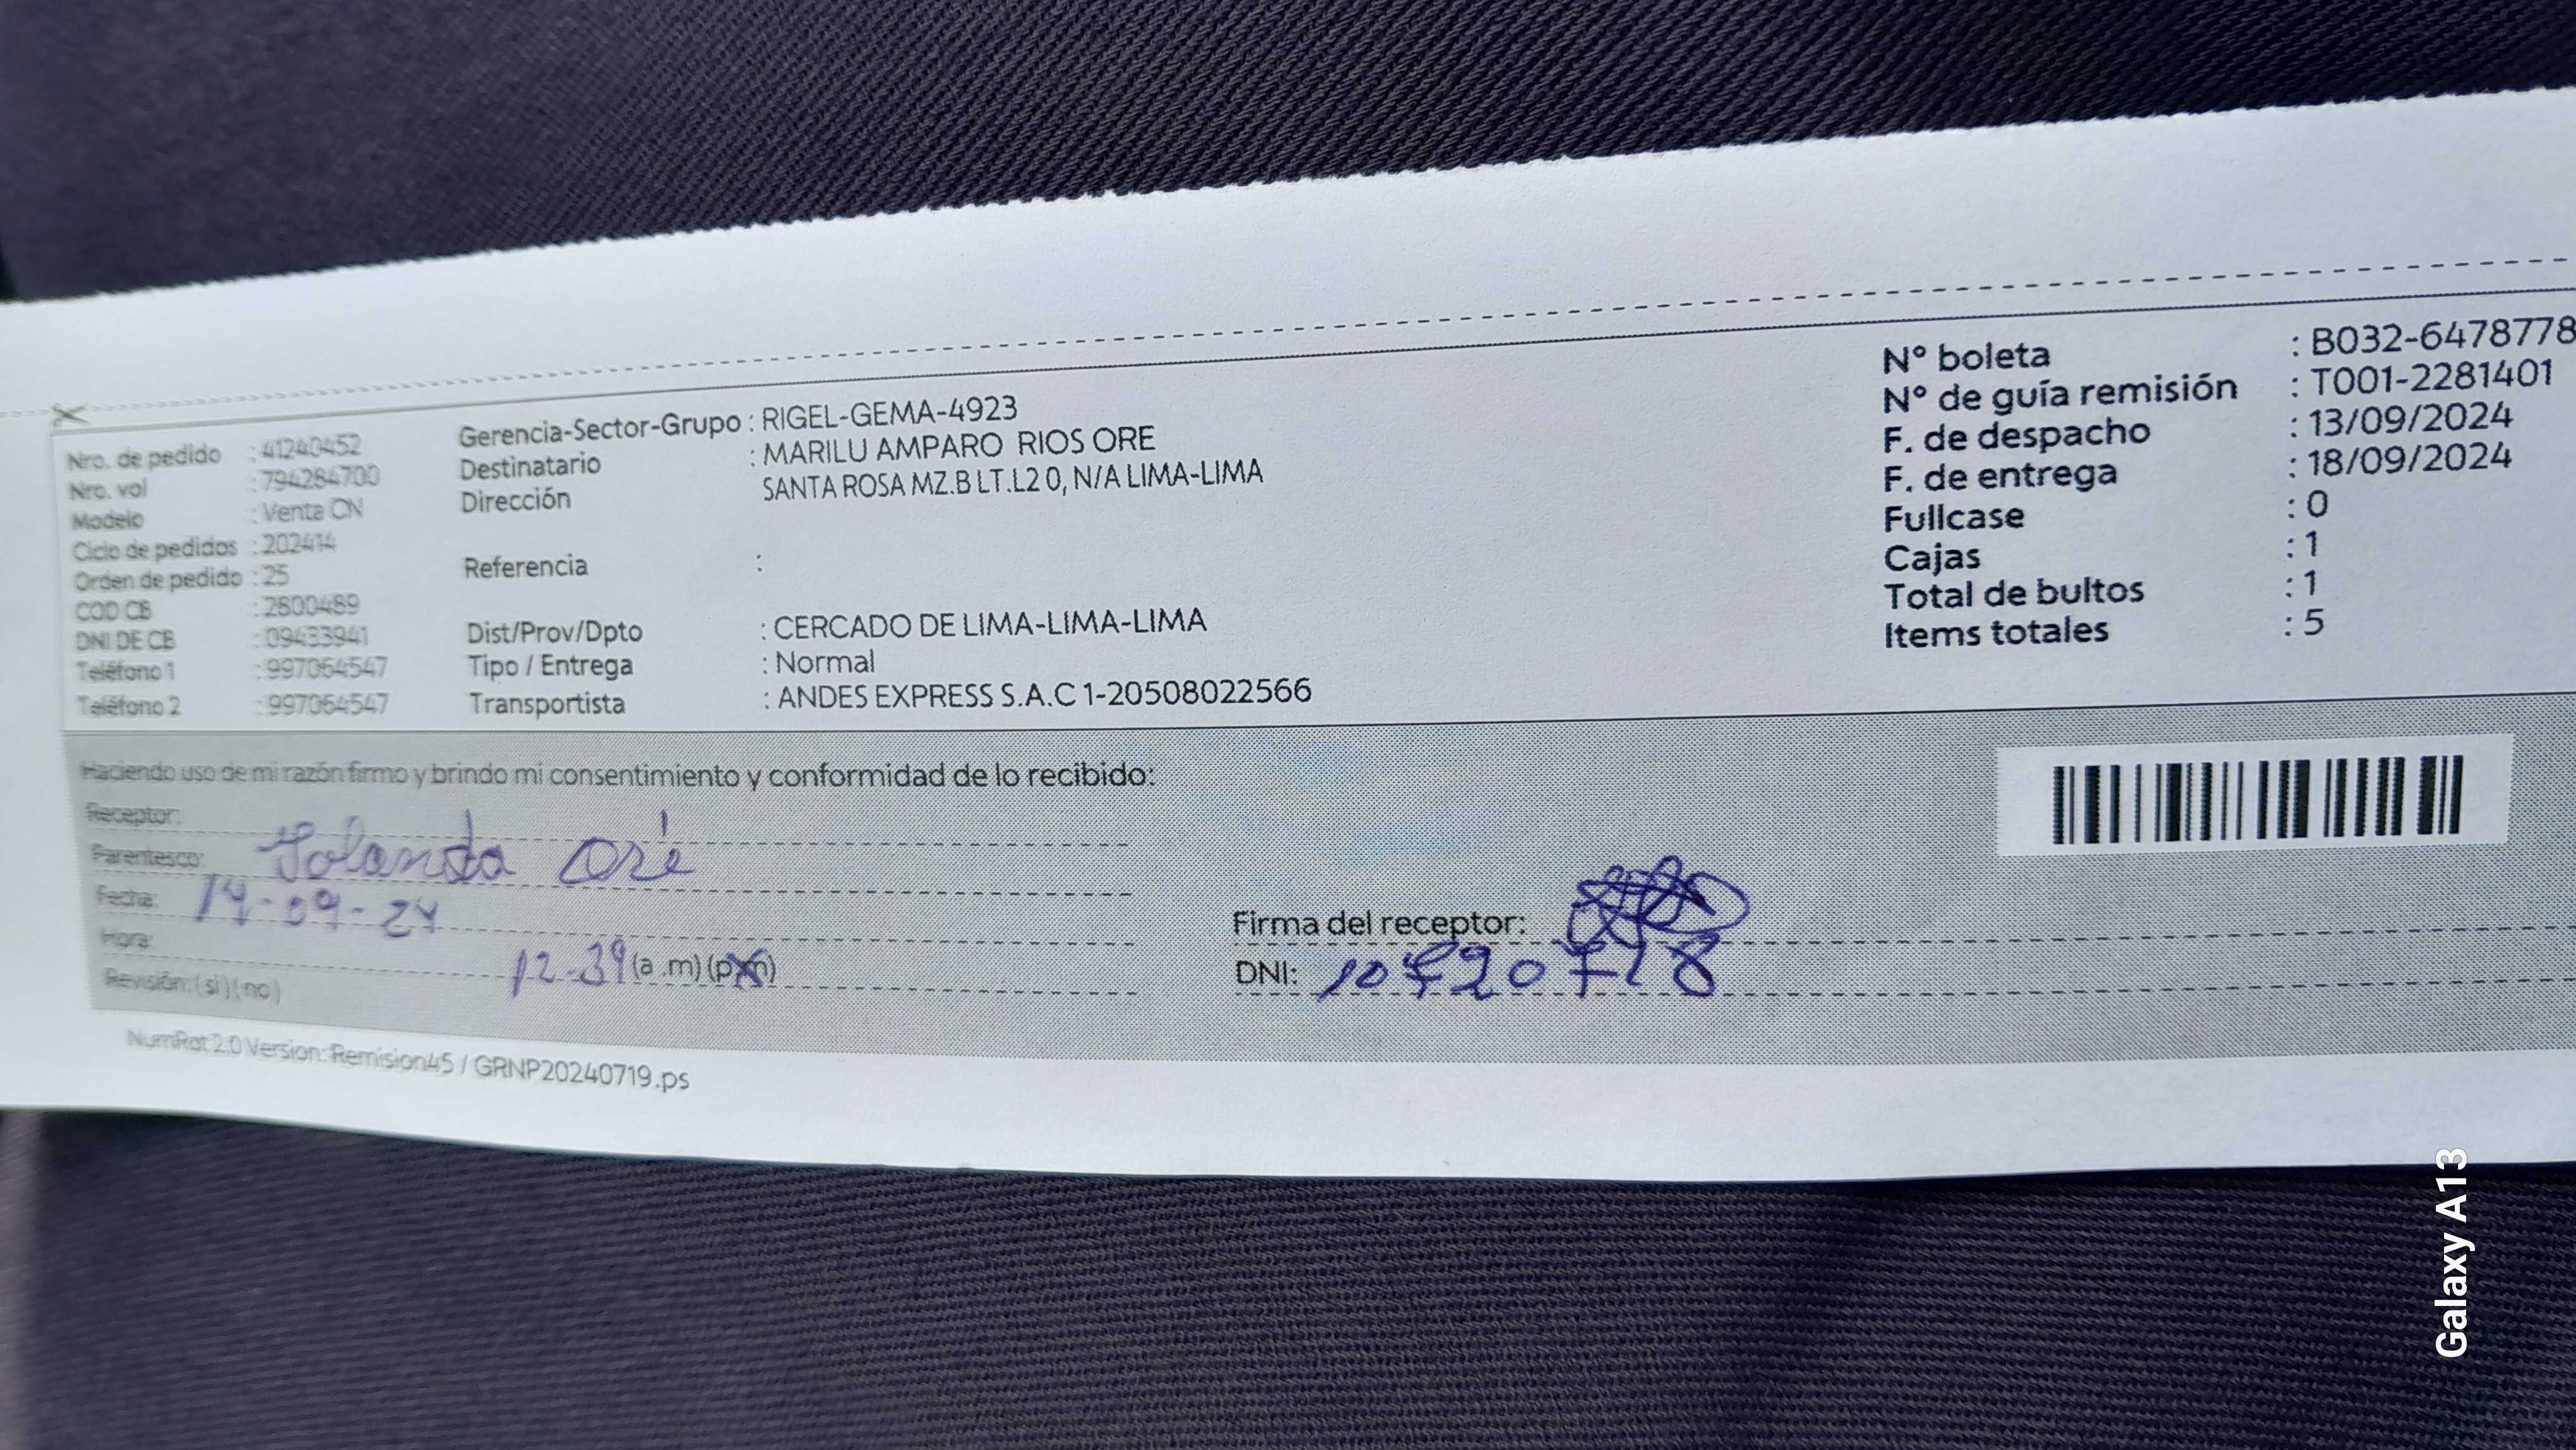 Nro. de pedido : 41240452
Nro. vol : 794284700
Modelo : Venta CN
Ciclo de pedidos : 202414
Orden de pedido : 25
COD CB : 2800489
DNI DE CB : 09433941
Teléfono 1 : 997064547
Teléfono 2 : 997064547
Gerencia-Sector-Grupo : RIGEL-GEMA-4923
Destinatario : MARILU AMPARO RIOS ORE
Dirección SANTA ROSA MZ.B LT.L2 0, N/A LIMA-LIMA
Referencia :
Dist/Prov/Dpto : CERCADO DE LIMA-LIMA-LIMA
Tipo / Entrega : Normal
Transportista : ANDES EXPRESS S.A.C 1-20508022566
N° boleta : B032-6478778
N° de guía remisión : T001-2281401
F. de despacho : 13/09/2024
F. de entrega : 18/09/2024
Fullcase : 0
Cajas : 1
Total de bultos : 1
Items totales : 5
Haciendo uso de mi razón firmo y brindo mi consentimiento y conformidad de lo recibido:
Receptor:
Parentesco: Yolanda Oré
Fecha: 14-09-24
Hora: 12-39 (a .m) (p.m)
Revisión: (si) (no)
Firma del receptor:
DNI: 10720718
NumRot 2.0 Version: Remision45 / GRNP20240719.ps
Galaxy A13